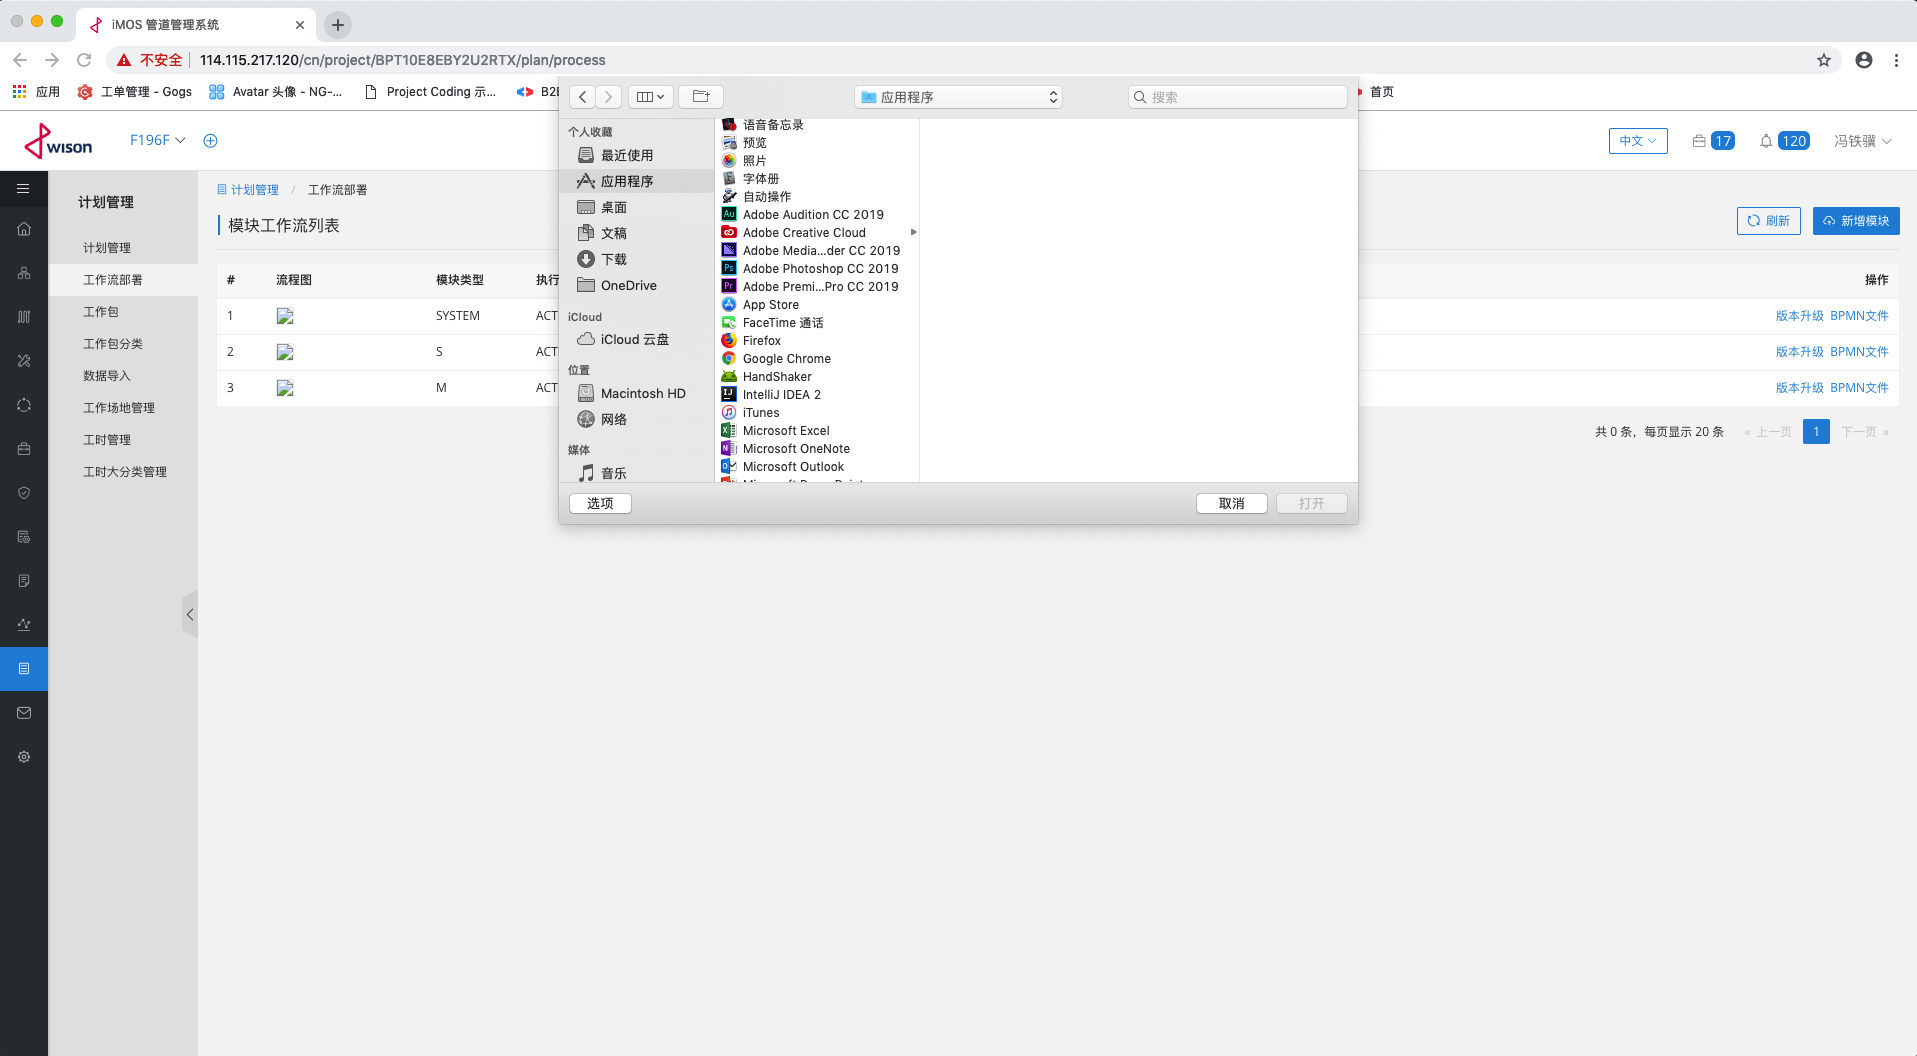 iMOS 管道管理系统
不安全 114.115.217.120/cn/project/BPT10E8EBY2U2RTX/plan/process
应用 工单管理 - Gogs Avatar 头像 - NG-... Project Coding 示... B2B 首页
应用程序 搜索
wison F196F 中文 17 120 冯铁骥
计划管理
计划管理
工作流部署
工作包
工作包分类
数据导入
工作场地管理
工时管理
工时大分类管理
计划管理 / 工作流部署
模块工作流列表
刷新 新增模块
# 流程图 模块类型 执行 操作
1 SYSTEM ACT 版本升级 BPMN文件
2 S ACT 版本升级 BPMN文件
3 M ACT 版本升级 BPMN文件
共 0 条, 每页显示 20 条 « 上一页 1 下一页 »
个人收藏
最近使用
应用程序
桌面
文稿
下载
OneDrive
iCloud
iCloud 云盘
位置
Macintosh HD
网络
媒体
音乐
语音备忘录
预览
照片
字体册
自动操作
Adobe Audition CC 2019
Adobe Creative Cloud
Adobe Media...der CC 2019
Adobe Photoshop CC 2019
Adobe Premi...Pro CC 2019
App Store
FaceTime 通话
Firefox
Google Chrome
HandShaker
IntelliJ IDEA 2
iTunes
Microsoft Excel
Microsoft OneNote
Microsoft Outlook
选项 取消 打开